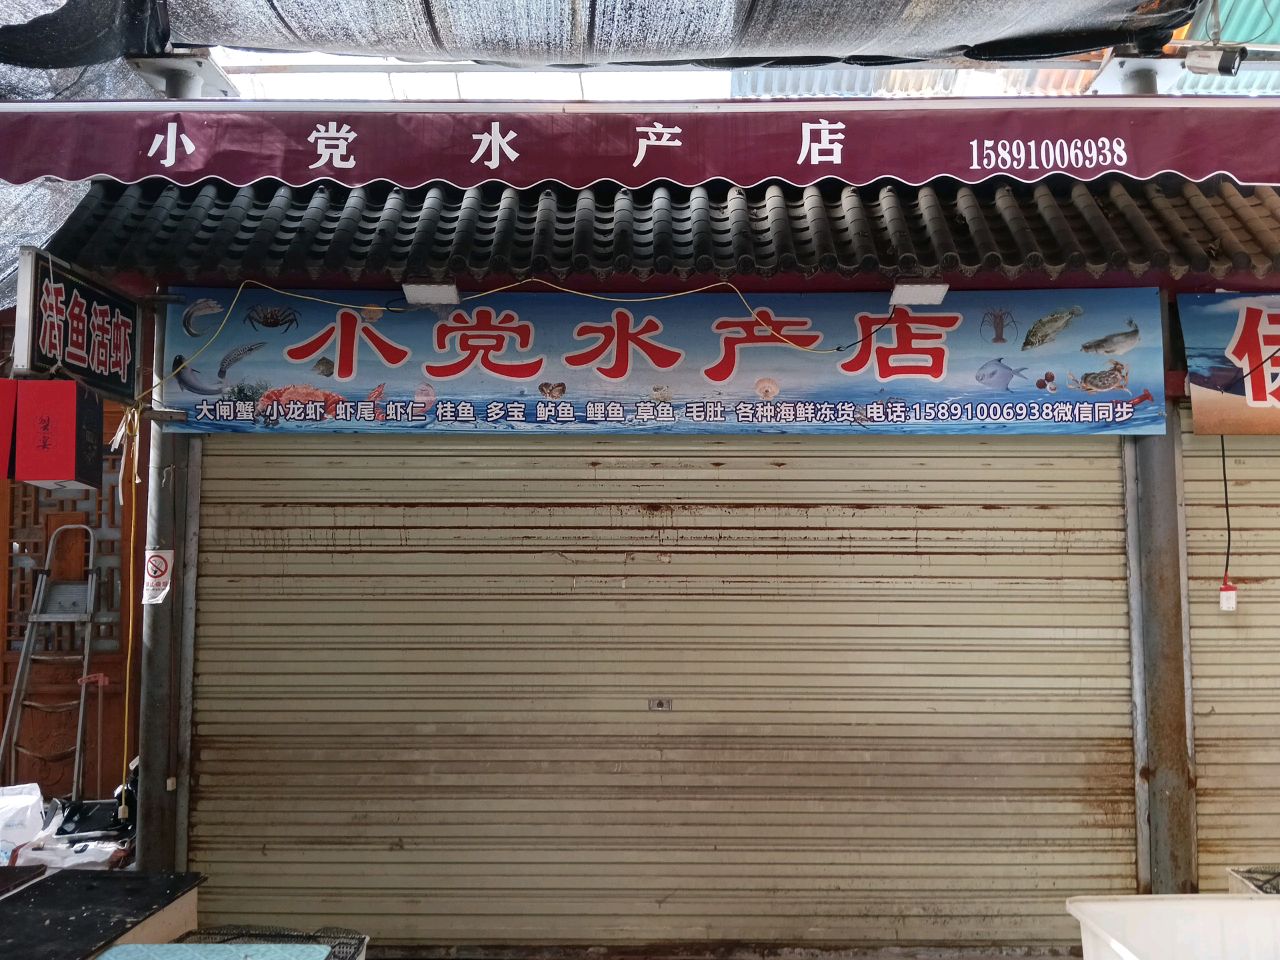 小党水产店 15891006938
活鱼活虾
小党水产店
大闸蟹 小龙虾 虾尾 虾仁 桂鱼 多宝 鲈鱼 鲤鱼 草鱼 毛肚 各种海鲜冻货 电话:15891006938微信同步